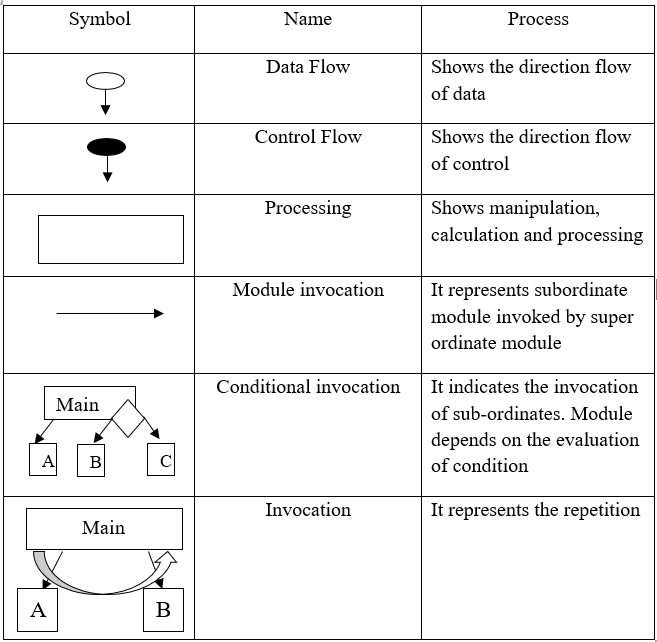 Symbol
Name
Process
Data Flow
Shows the direction flow
of data
Control Flow
Shows the direction flow
of control
Processing
Shows manipulation,
calculation and processing
Module invocation
It represents subordinate
module invoked by super
ordinate module
Main
A
B
C
Conditional invocation
It indicates the invocation
of sub-ordinates. Module
depends on the evaluation
of condition
Main
A
B
Invocation
It represents the repetition